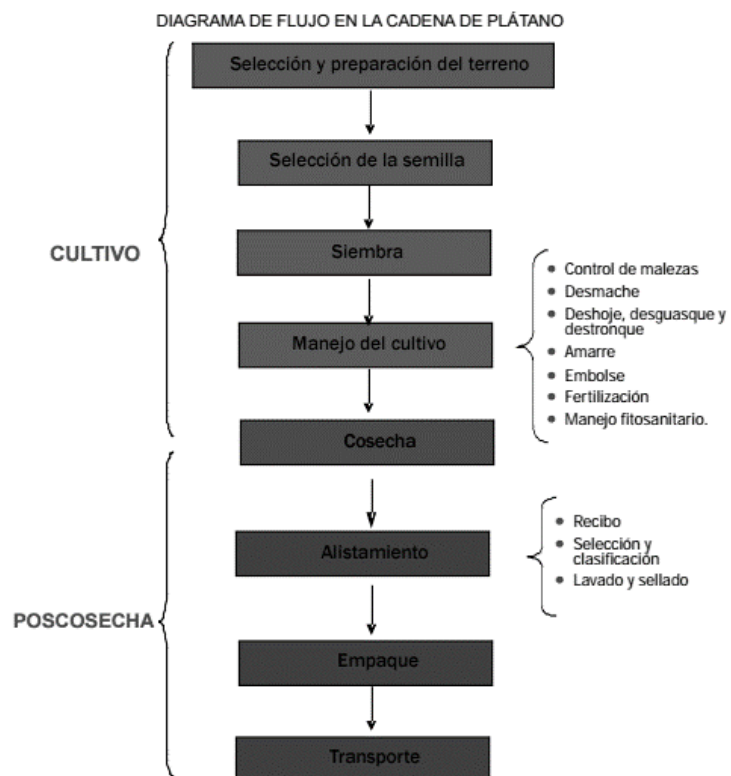 DIAGRAMA DE FLUJO EN LA CADENA DE PLÁTANO
Selección y preparación del terreno
Selección de la semilla
Siembra
CULTIVO
Manejo del cultivo
• Control de malezas
• Desmache
• Deshoje, desguasque y
destronque
• Amarre
• Embolse
• Fertilización
• Manejo fitosanitario.
Cosecha
Alistamiento
• Recibo
• Selección y
clasificación
• Lavado y sellado
POSCOSECHA
Empaque
Transporte